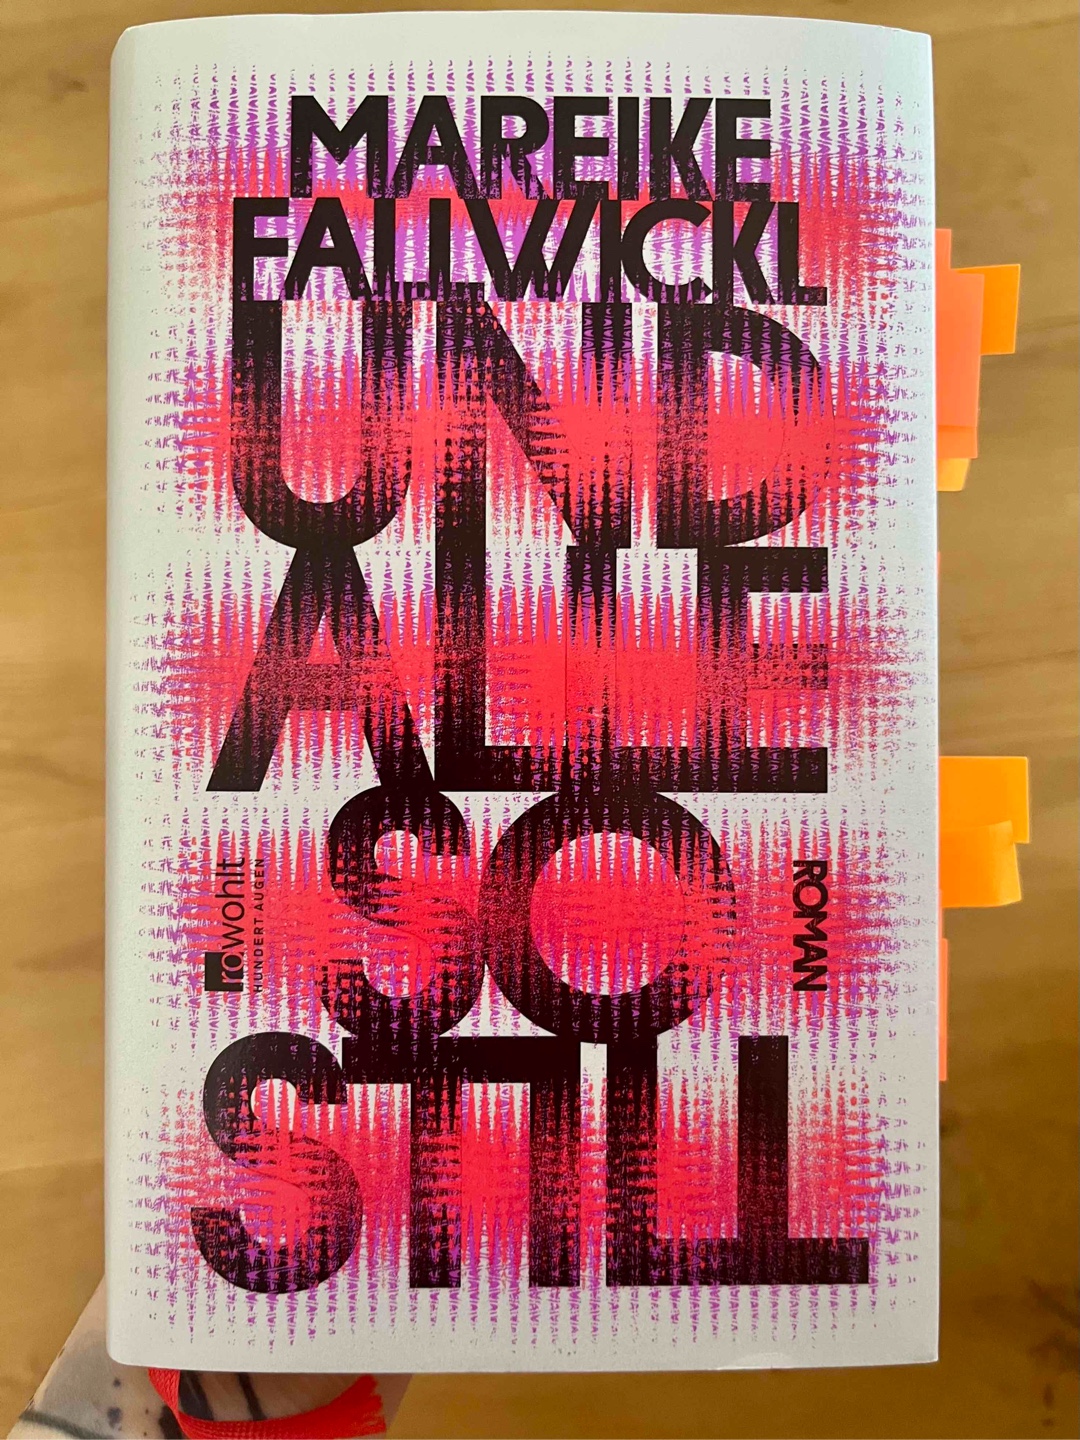 MAREIKE
FALLWICKL
UND
ALLE
SO
STILL
ROMAN
rowohlt
HUNDERT AUGEN